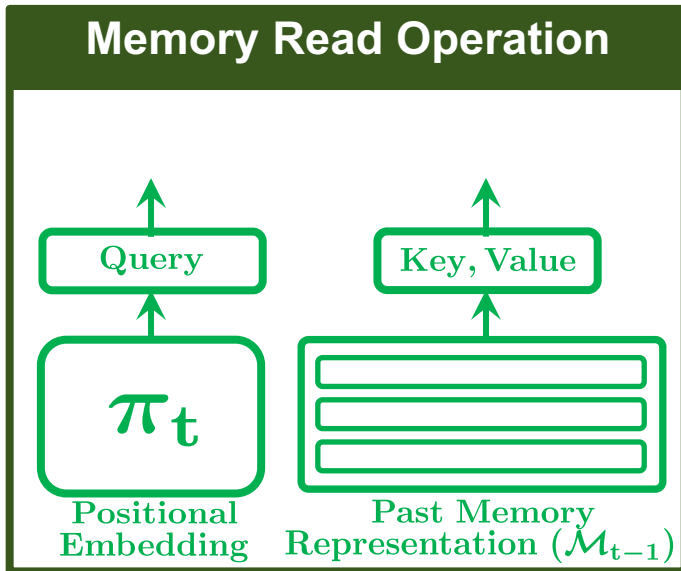 Memory Read Operation
Query
Key, Value
π_t
Positional
Embedding
Past Memory
Representation (ℳ_{t−1})